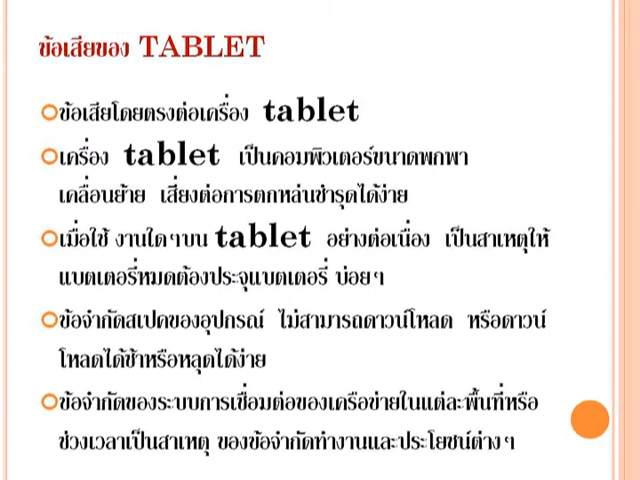 ข้อเสียของ TABLET
ข้อเสียโดยตรงต่อเครื่อง tablet
เครื่อง tablet เป็นคอมพิวเตอร์ขนาดพกพา
เคลื่อนย้าย เสี่ยงต่อการตกหล่นชำรุดได้ง่าย
เมื่อใช้ งานใดๆบน tablet อย่างต่อเนื่อง เป็นสาเหตุให้
แบตเตอรี่หมดต้องประจุแบตเตอรี่ บ่อยๆ
ข้อจำกัดสเปคของอุปกรณ์ ไม่สามารถดาวน์โหลด หรือดาวน์
โหลดได้ช้าหรือหลุดได้ง่าย
ข้อจำกัดของระบบการเชื่อมต่อของเครือข่ายในแต่ละพื้นที่หรือ
ช่วงเวลาเป็นสาเหตุ ของข้อจำกัดทำงานและประโยชน์ต่างๆ